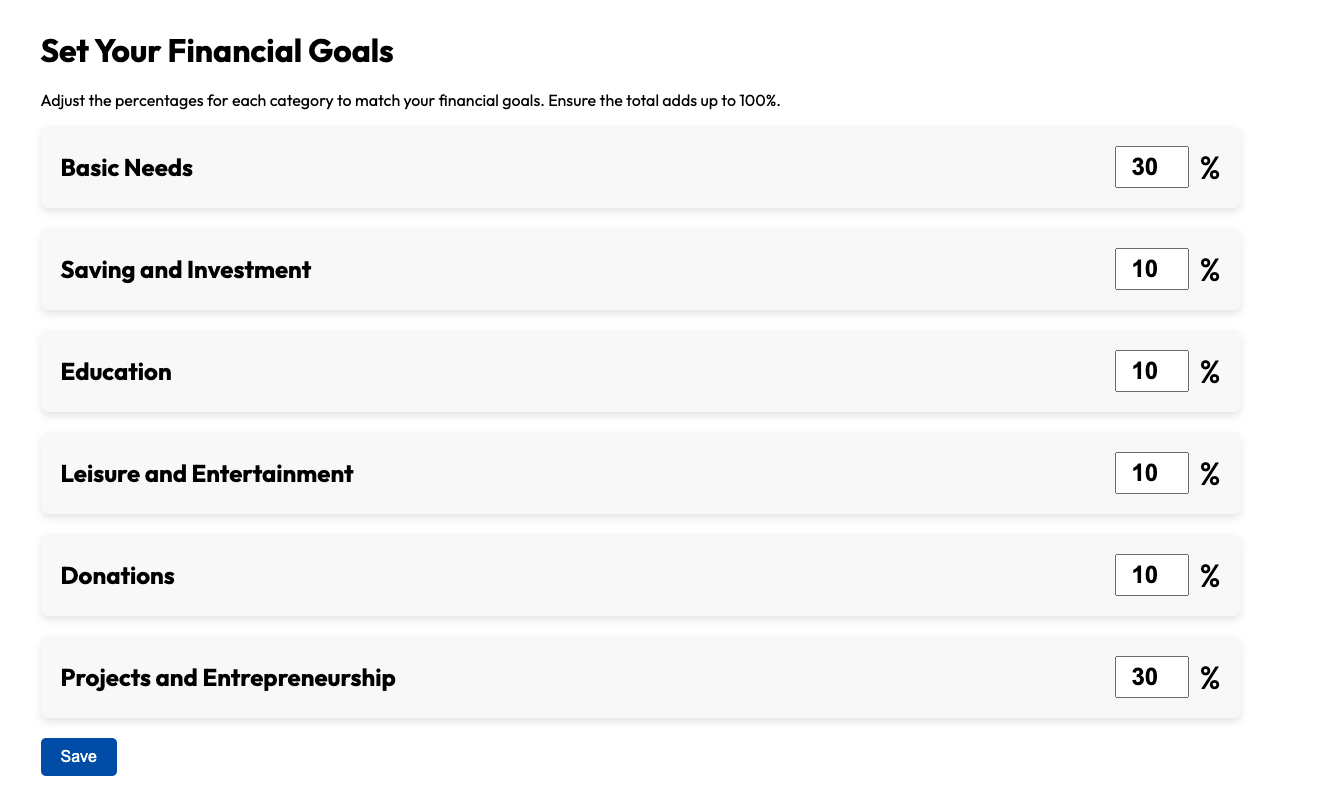 Set Your Financial Goals
Adjust the percentages for each category to match your financial goals. Ensure the total adds up to 100%.
Basic Needs 30 %
Saving and Investment 10 %
Education 10 %
Leisure and Entertainment 10 %
Donations 10 %
Projects and Entrepreneurship 30 %
Save